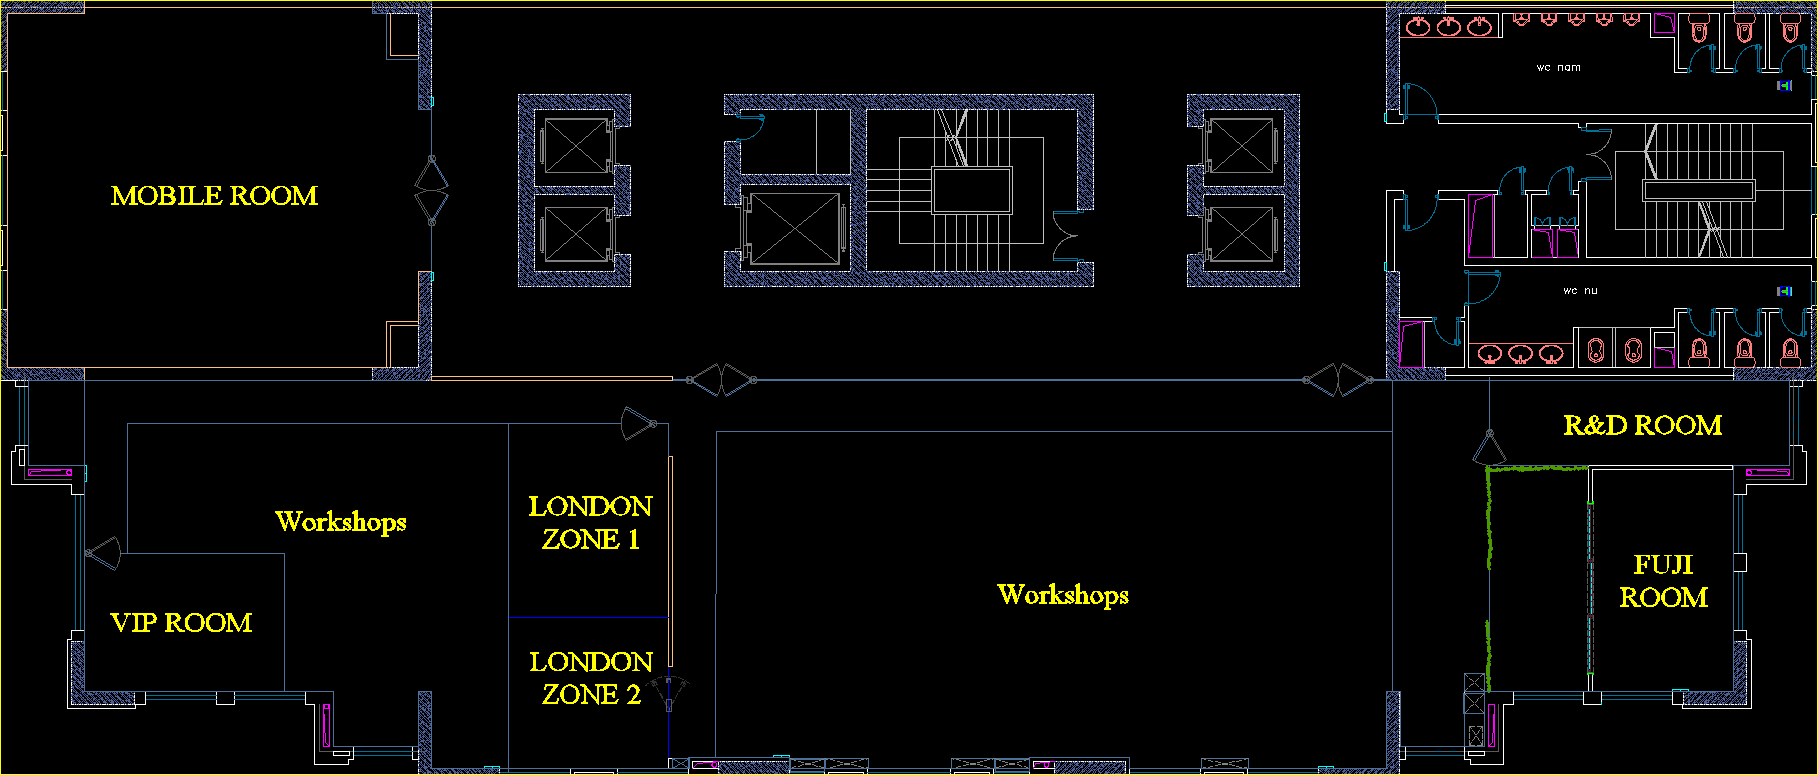 wc nam
MOBILE ROOM
wc nu
R&D ROOM
Workshops
LONDON
ZONE 1
FUJI
ROOM
Workshops
VIP ROOM
LONDON
ZONE 2